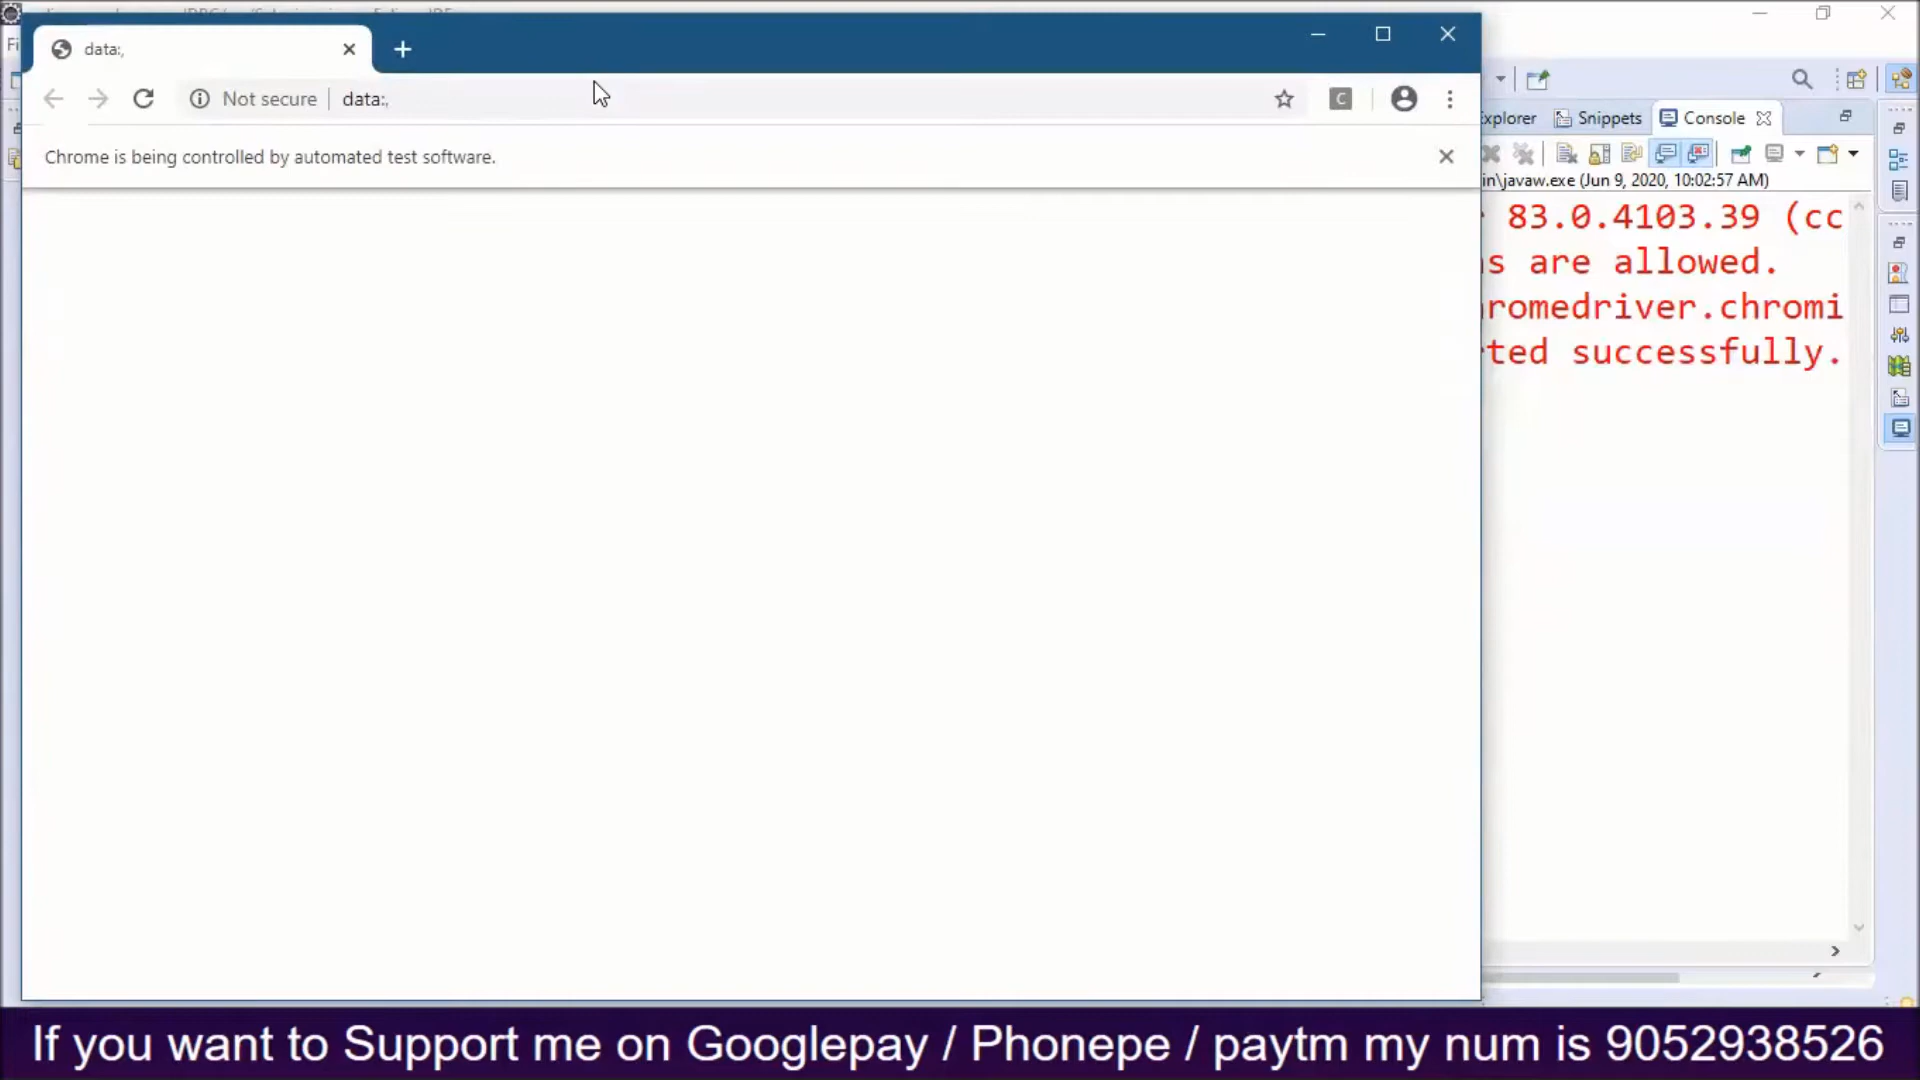 data:,
Not secure
data:,
Chrome is being controlled by automated test software.
C
Snippets
Console
in\javaw.exe (Jun 9, 2020, 10:02:57 AM)
83.0.4103.39 (cc
s are allowed.
romedriver.chromi
ted successfully.
If you want to Support me on Googlepay / Phonepe / paytm my num is 9052938526